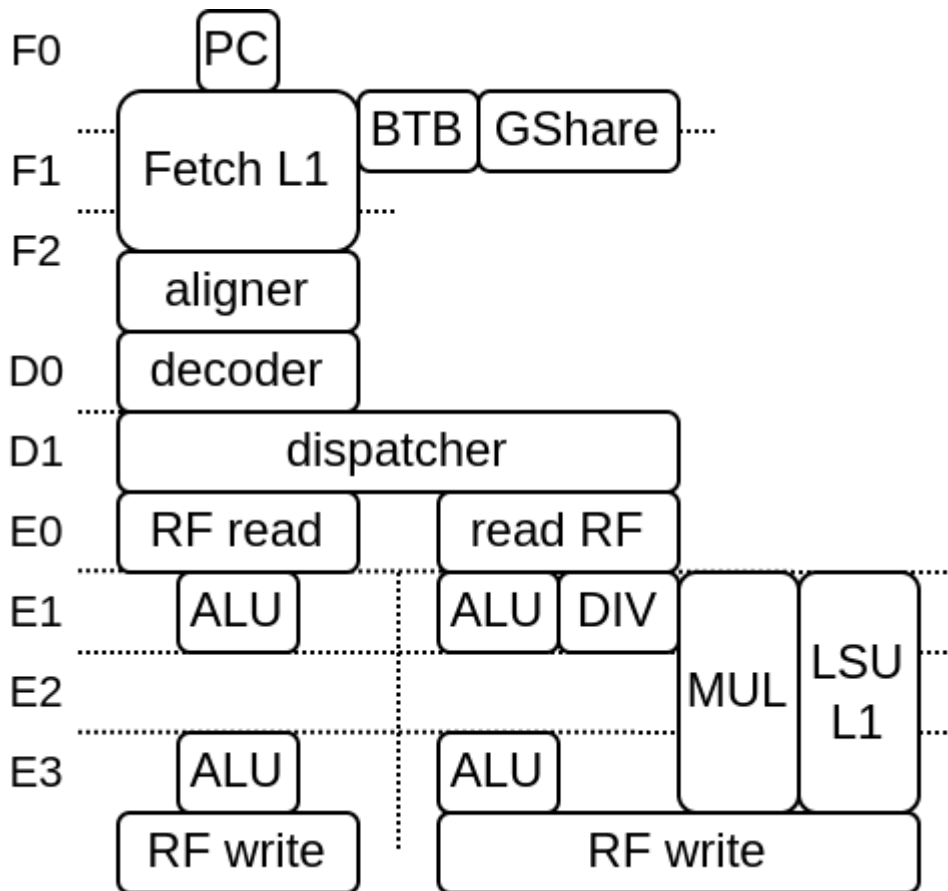 F0
PC
BTB
GShare
F1
Fetch L1
F2
aligner
D0
decoder
D1
dispatcher
E0
RF read
read RF
E1
ALU
ALU
DIV
E2
MUL
LSU
L1
E3
ALU
ALU
RF write
RF write